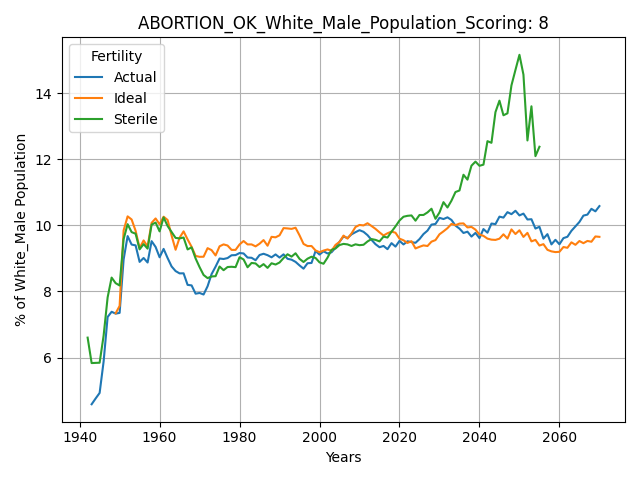 ABORTION_OK_White_Male_Population_Scoring: 8
Fertility
Actual
Ideal
Sterile
% of White_Male Population
14
12
10
8
6
1940 1960 1980 2000 2020 2040 2060
Years